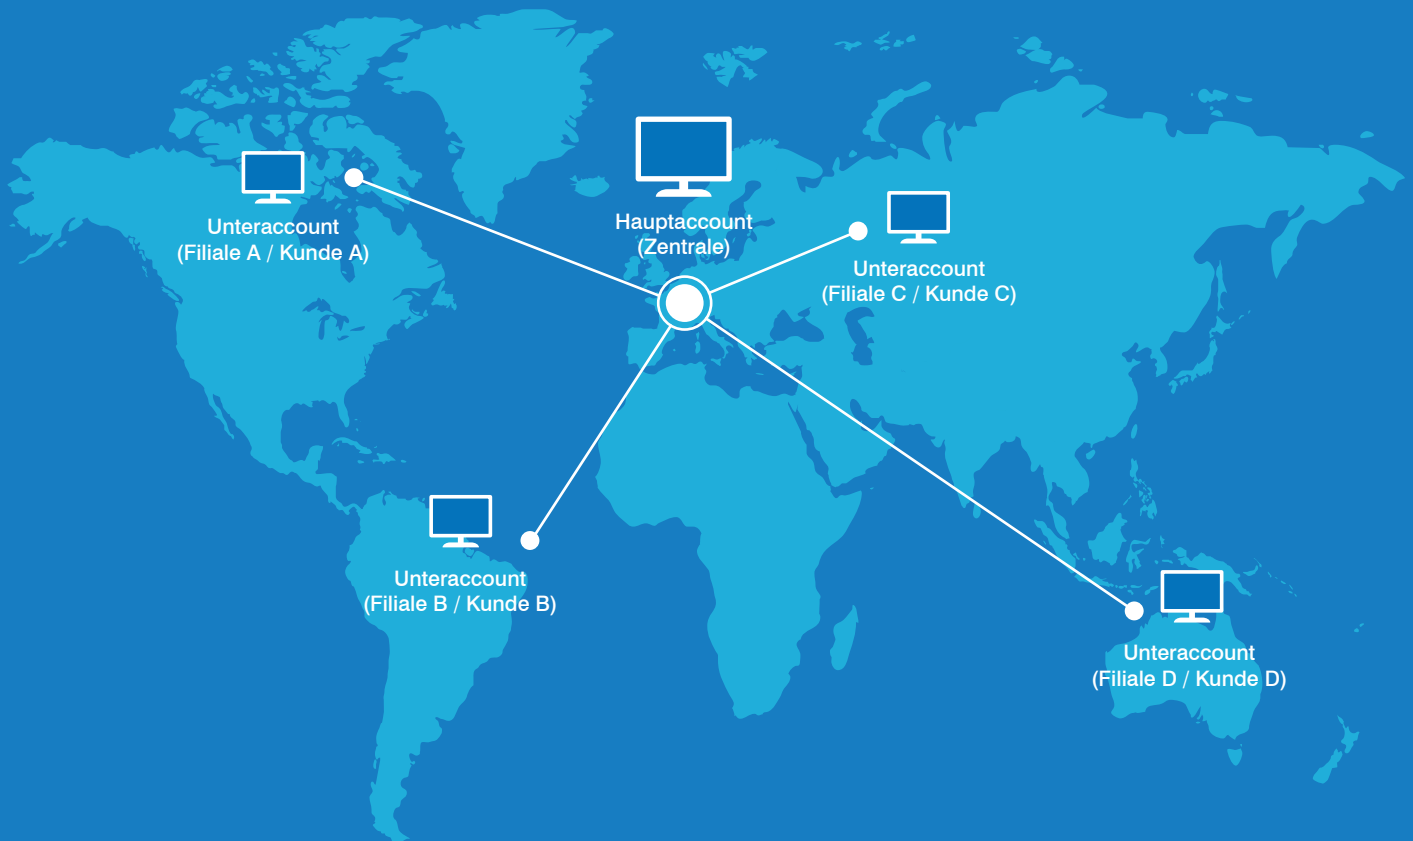 Unteraccount
(Filiale A / Kunde A)
Hauptaccount
(Zentrale)
Unteraccount
(Filiale C / Kunde C)
Unteraccount
(Filiale B / Kunde B)
Unteraccount
(Filiale D / Kunde D)